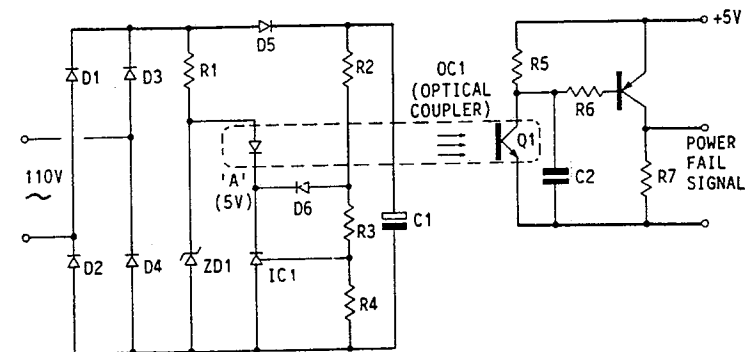 +5V
D5
D1
D3
R1
R2
OC1
(OPTICAL
COUPLER)
R5
R6
Q1
110V
'A'
(5V)
D6
C2
R7
POWER
FAIL
SIGNAL
R3
C1
D2
D4
ZD1
IC1
R4